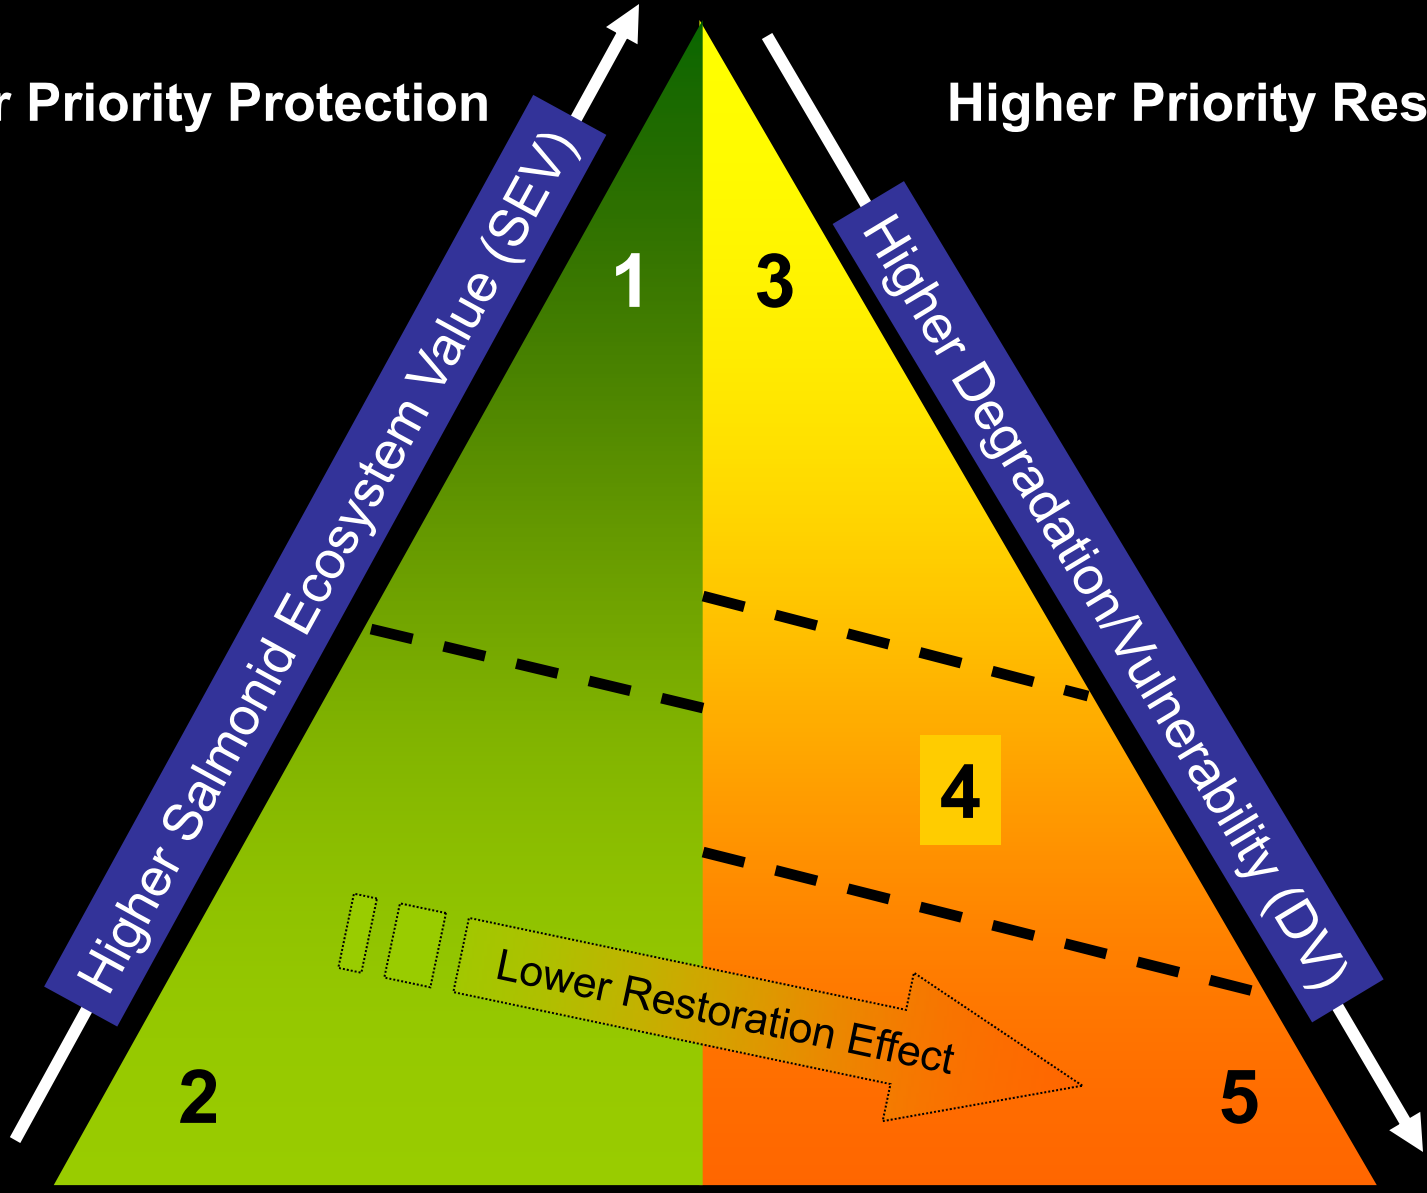 r Priority Protection
Higher Priority Res
Higher Salmonid Ecosystem Value (SEV)
Higher Degradation/Vulnerability (DV)
1
3
4
Lower Restoration Effect
2
5